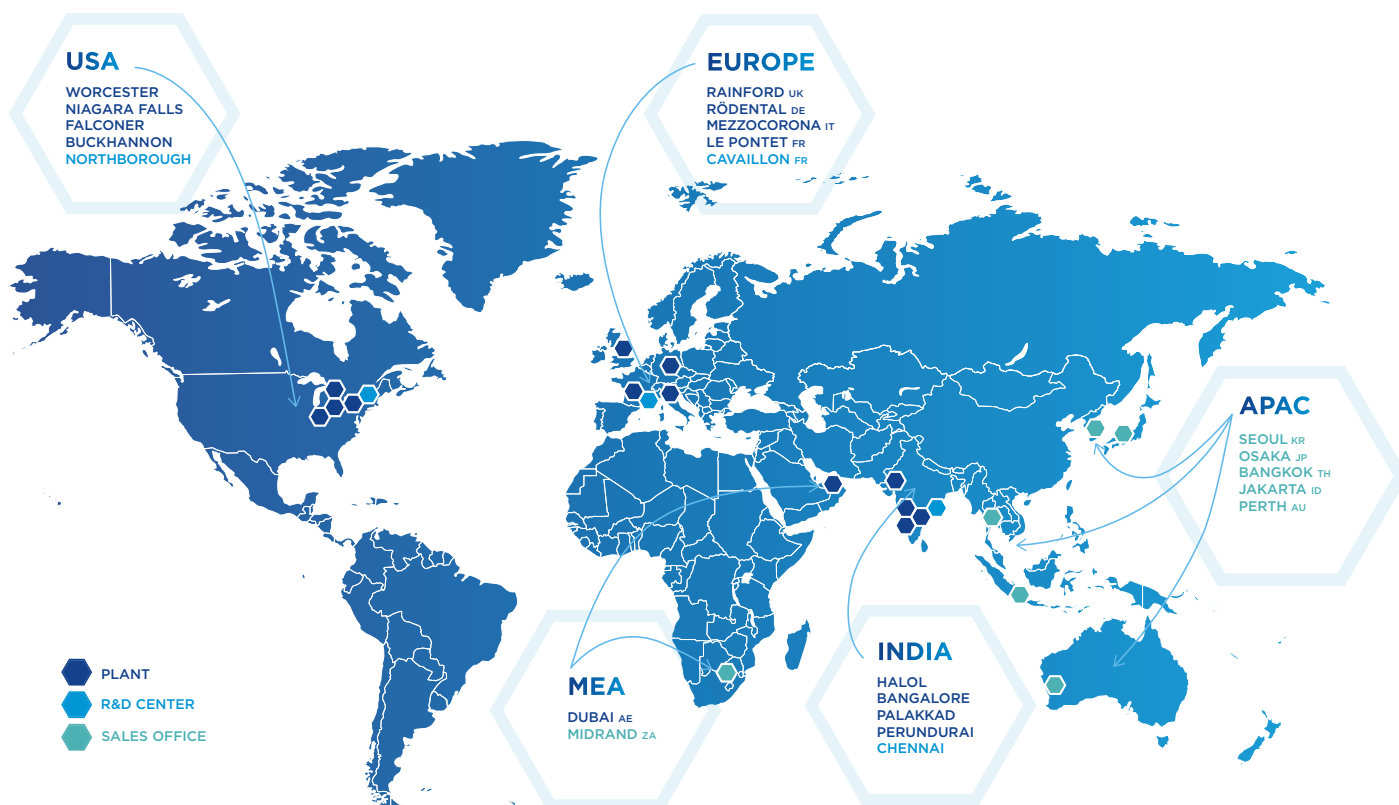 USA
WORCESTER
NIAGARA FALLS
FALCONER
BUCKHANNON
NORTHBOROUGH
EUROPE
RAINFORD UK
RÖDENTAL DE
MEZZOCORONA IT
LE PONTET FR
CAVAILLON FR
APAC
SEOUL KR
OSAKA JP
BANGKOK TH
JAKARTA ID
PERTH AU
MEA
DUBAI AE
MIDRAND ZA
INDIA
HALOL
BANGALORE
PALAKKAD
PERUNDURAI
CHENNAI
PLANT
R&D CENTER
SALES OFFICE